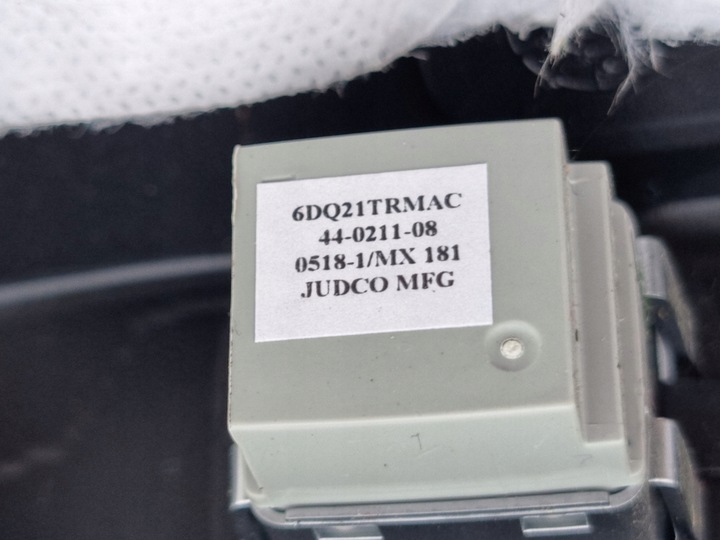 6DQ21TRMAC
44-0211-08
0518-1/MX 181
JUDCO MFG